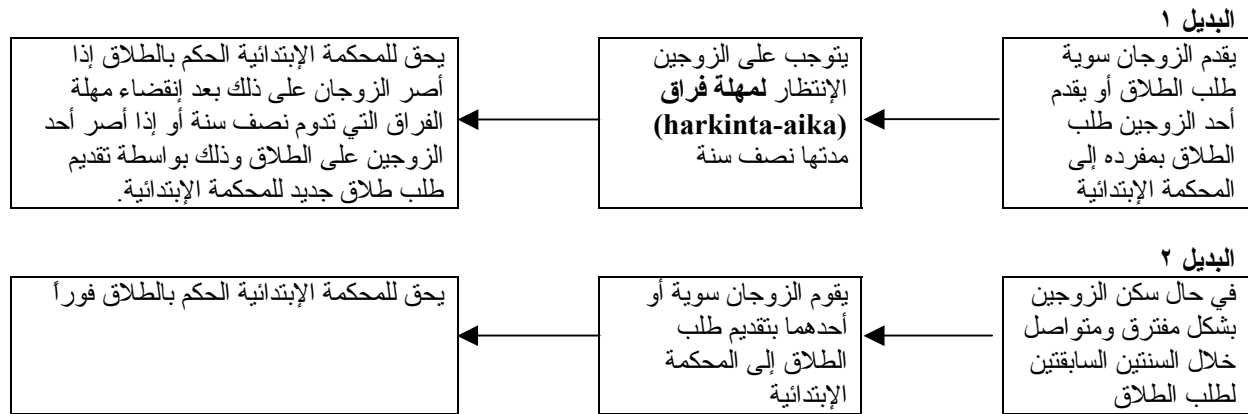 البديل ١
يقدم الزوجان سوية
طلب الطلاق أو يقدم
أحد الزوجين طلب
الطلاق بمفرده إلى
المحكمة الإبتدائية
يتوجب على الزوجين
الإنتظار لمهلة فراق
(harkinta-aika)
مدتها نصف سنة
يحق للمحكمة الإبتدائية الحكم بالطلاق إذا
أصر الزوجان على ذلك بعد إنقضاء مهلة
الفراق التي تدوم نصف سنة أو إذا أصر أحد
الزوجين على الطلاق وذلك بواسطة تقديم
طلب طلاق جديد للمحكمة الإبتدائية.
البديل ٢
في حال سكن الزوجين
بشكل مفترق ومتواصل
خلال السنتين السابقتين
لطلب الطلاق
يقوم الزوجان سوية أو
أحدهما بتقديم طلب
الطلاق إلى المحكمة
الإبتدائية
يحق للمحكمة الإبتدائية الحكم بالطلاق فوراً